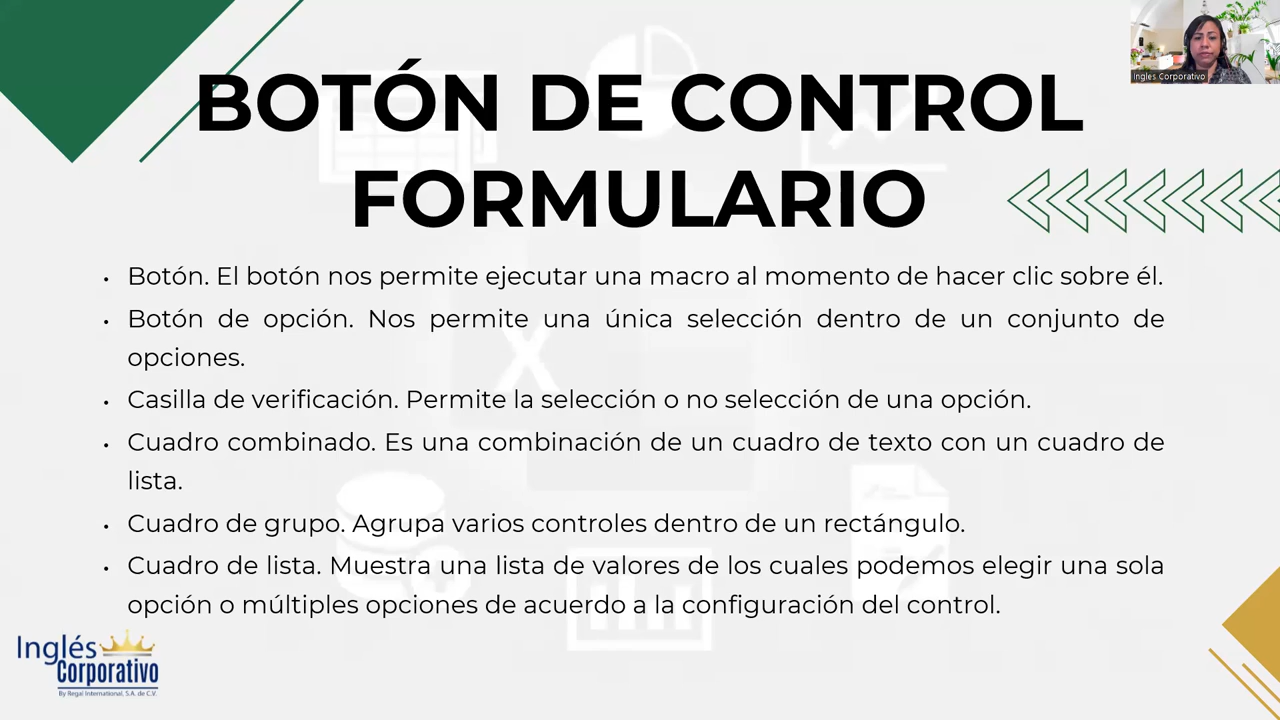 BOTÓN DE CONTROL
FORMULARIO
Ingles Corporativo
• Botón. El botón nos permite ejecutar una macro al momento de hacer clic sobre él.
• Botón de opción. Nos permite una única selección dentro de un conjunto de
opciones.
• Casilla de verificación. Permite la selección o no selección de una opción.
• Cuadro combinado. Es una combinación de un cuadro de texto con un cuadro de
lista.
• Cuadro de grupo. Agrupa varios controles dentro de un rectángulo.
• Cuadro de lista. Muestra una lista de valores de los cuales podemos elegir una sola
opción o múltiples opciones de acuerdo a la configuración del control.
Inglés
Corporativo
By Regal International, S.A. de C.V.
X